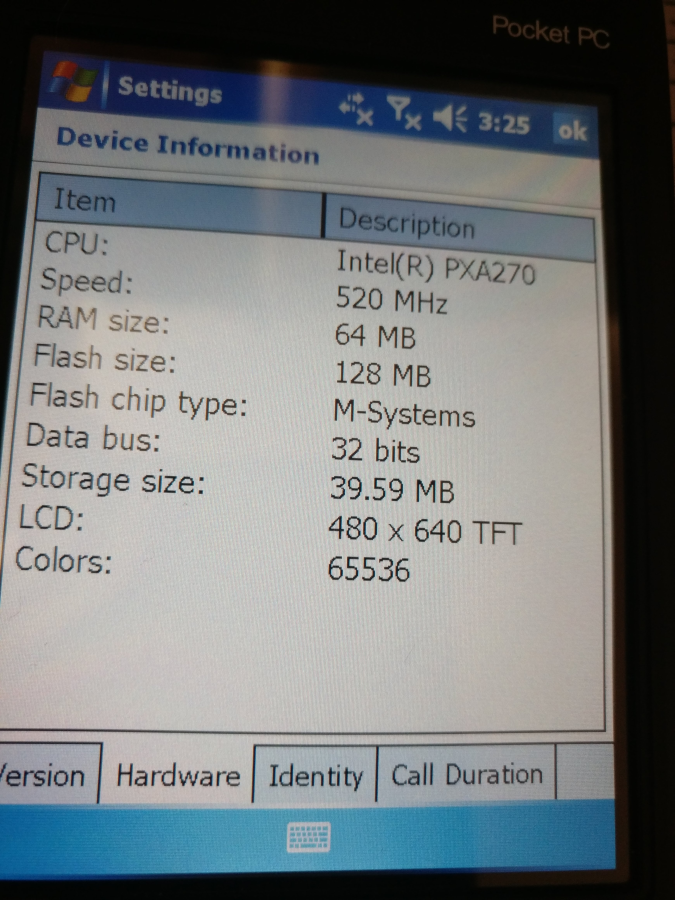 Pocket PC
Settings 3:25 ok
Device Information
Item Description
CPU: Intel(R) PXA270
Speed: 520 MHz
RAM size: 64 MB
Flash size: 128 MB
Flash chip type: M-Systems
Data bus: 32 bits
Storage size: 39.59 MB
LCD: 480 x 640 TFT
Colors: 65536
Version Hardware Identity Call Duration